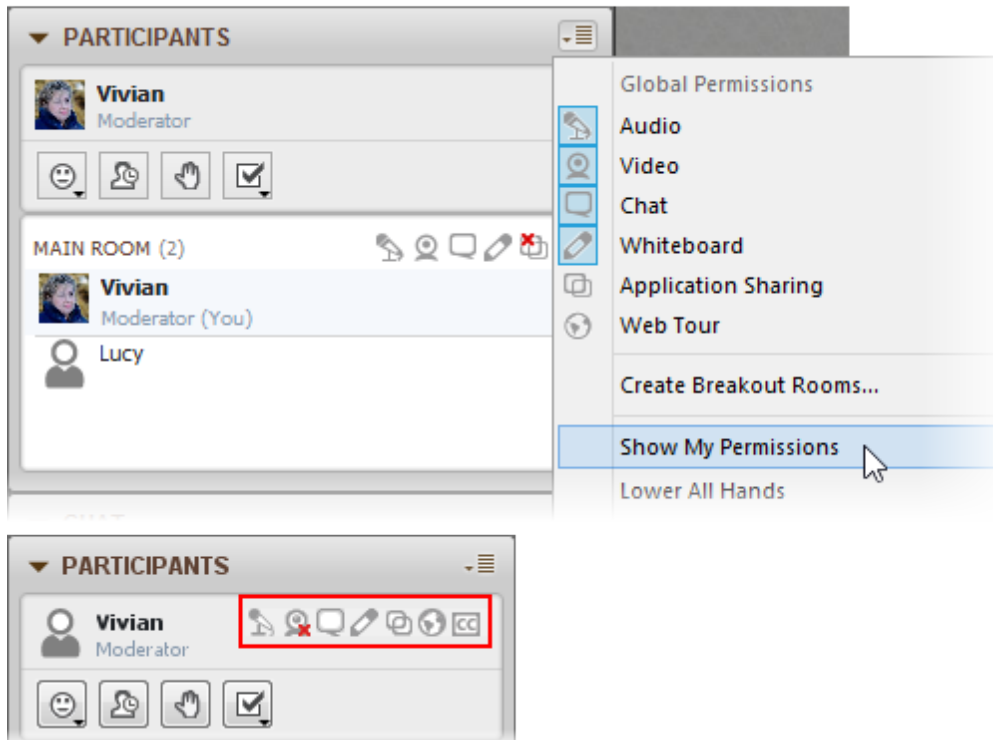 PARTICIPANTS
Vivian
Moderator
MAIN ROOM (2)
Vivian
Moderator (You)
Lucy
Global Permissions
Audio
Video
Chat
Whiteboard
Application Sharing
Web Tour
Create Breakout Rooms...
Show My Permissions
Lower All Hands
PARTICIPANTS
Vivian
Moderator
CC